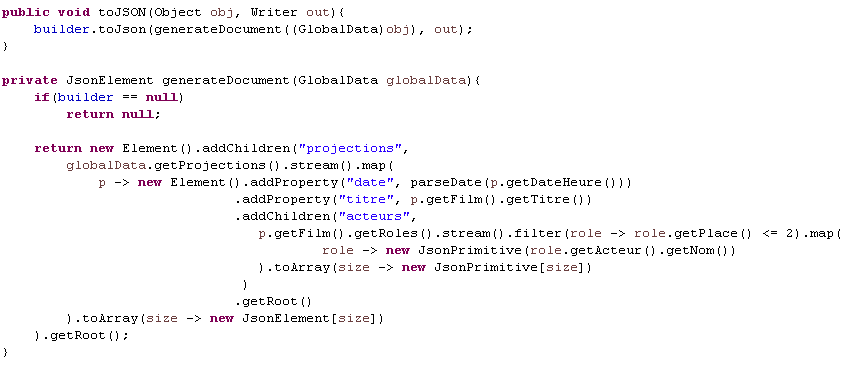 public void toJSON(Object obj, Writer out){
    builder.toJson(generateDocument((GlobalData)obj), out);
}

private JsonElement generateDocument(GlobalData globalData){
    if(builder == null)
        return null;

    return new Element().addChildren("projections",
        globalData.getProjections().stream().map(
            p -> new Element().addProperty("date", parseDate(p.getDateHeure()))
                             .addProperty("titre", p.getFilm().getTitre())
                             .addChildren("acteurs",
                                p.getFilm().getRoles().stream().filter(role -> role.getPlace() <= 2).map(
                                        role -> new JsonPrimitive(role.getActeur().getNom())
                                ).toArray(size -> new JsonPrimitive[size])
                              )
                             .getRoot()
        ).toArray(size -> new JsonElement[size])
    ).getRoot();
}